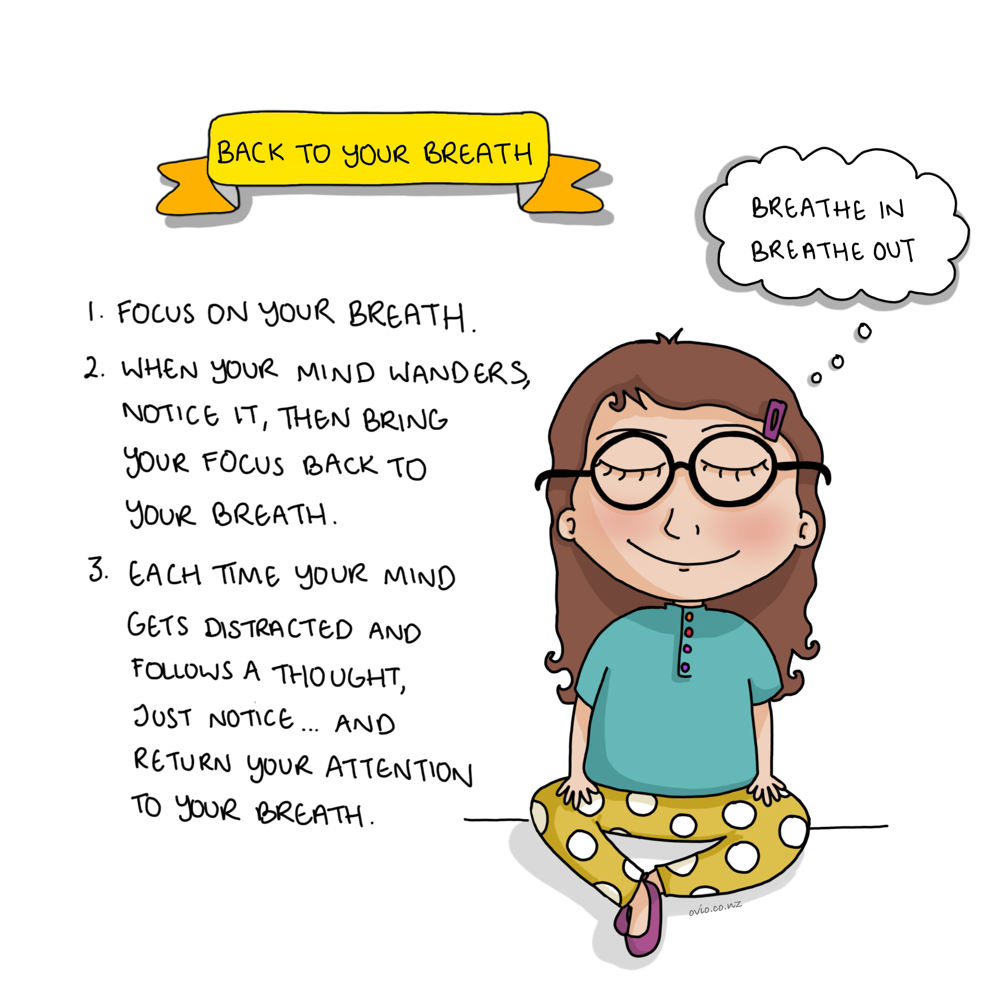 BACK TO YOUR BREATH
BREATHE IN
BREATHE OUT
1. FOCUS ON YOUR BREATH.
2. WHEN YOUR MIND WANDERS,
NOTICE IT, THEN BRING
YOUR FOCUS BACK TO
YOUR BREATH.
3. EACH TIME YOUR MIND
GETS DISTRACTED AND
FOLLOWS A THOUGHT,
JUST NOTICE... AND
RETURN YOUR ATTENTION
TO YOUR BREATH.
ovio.co.nz